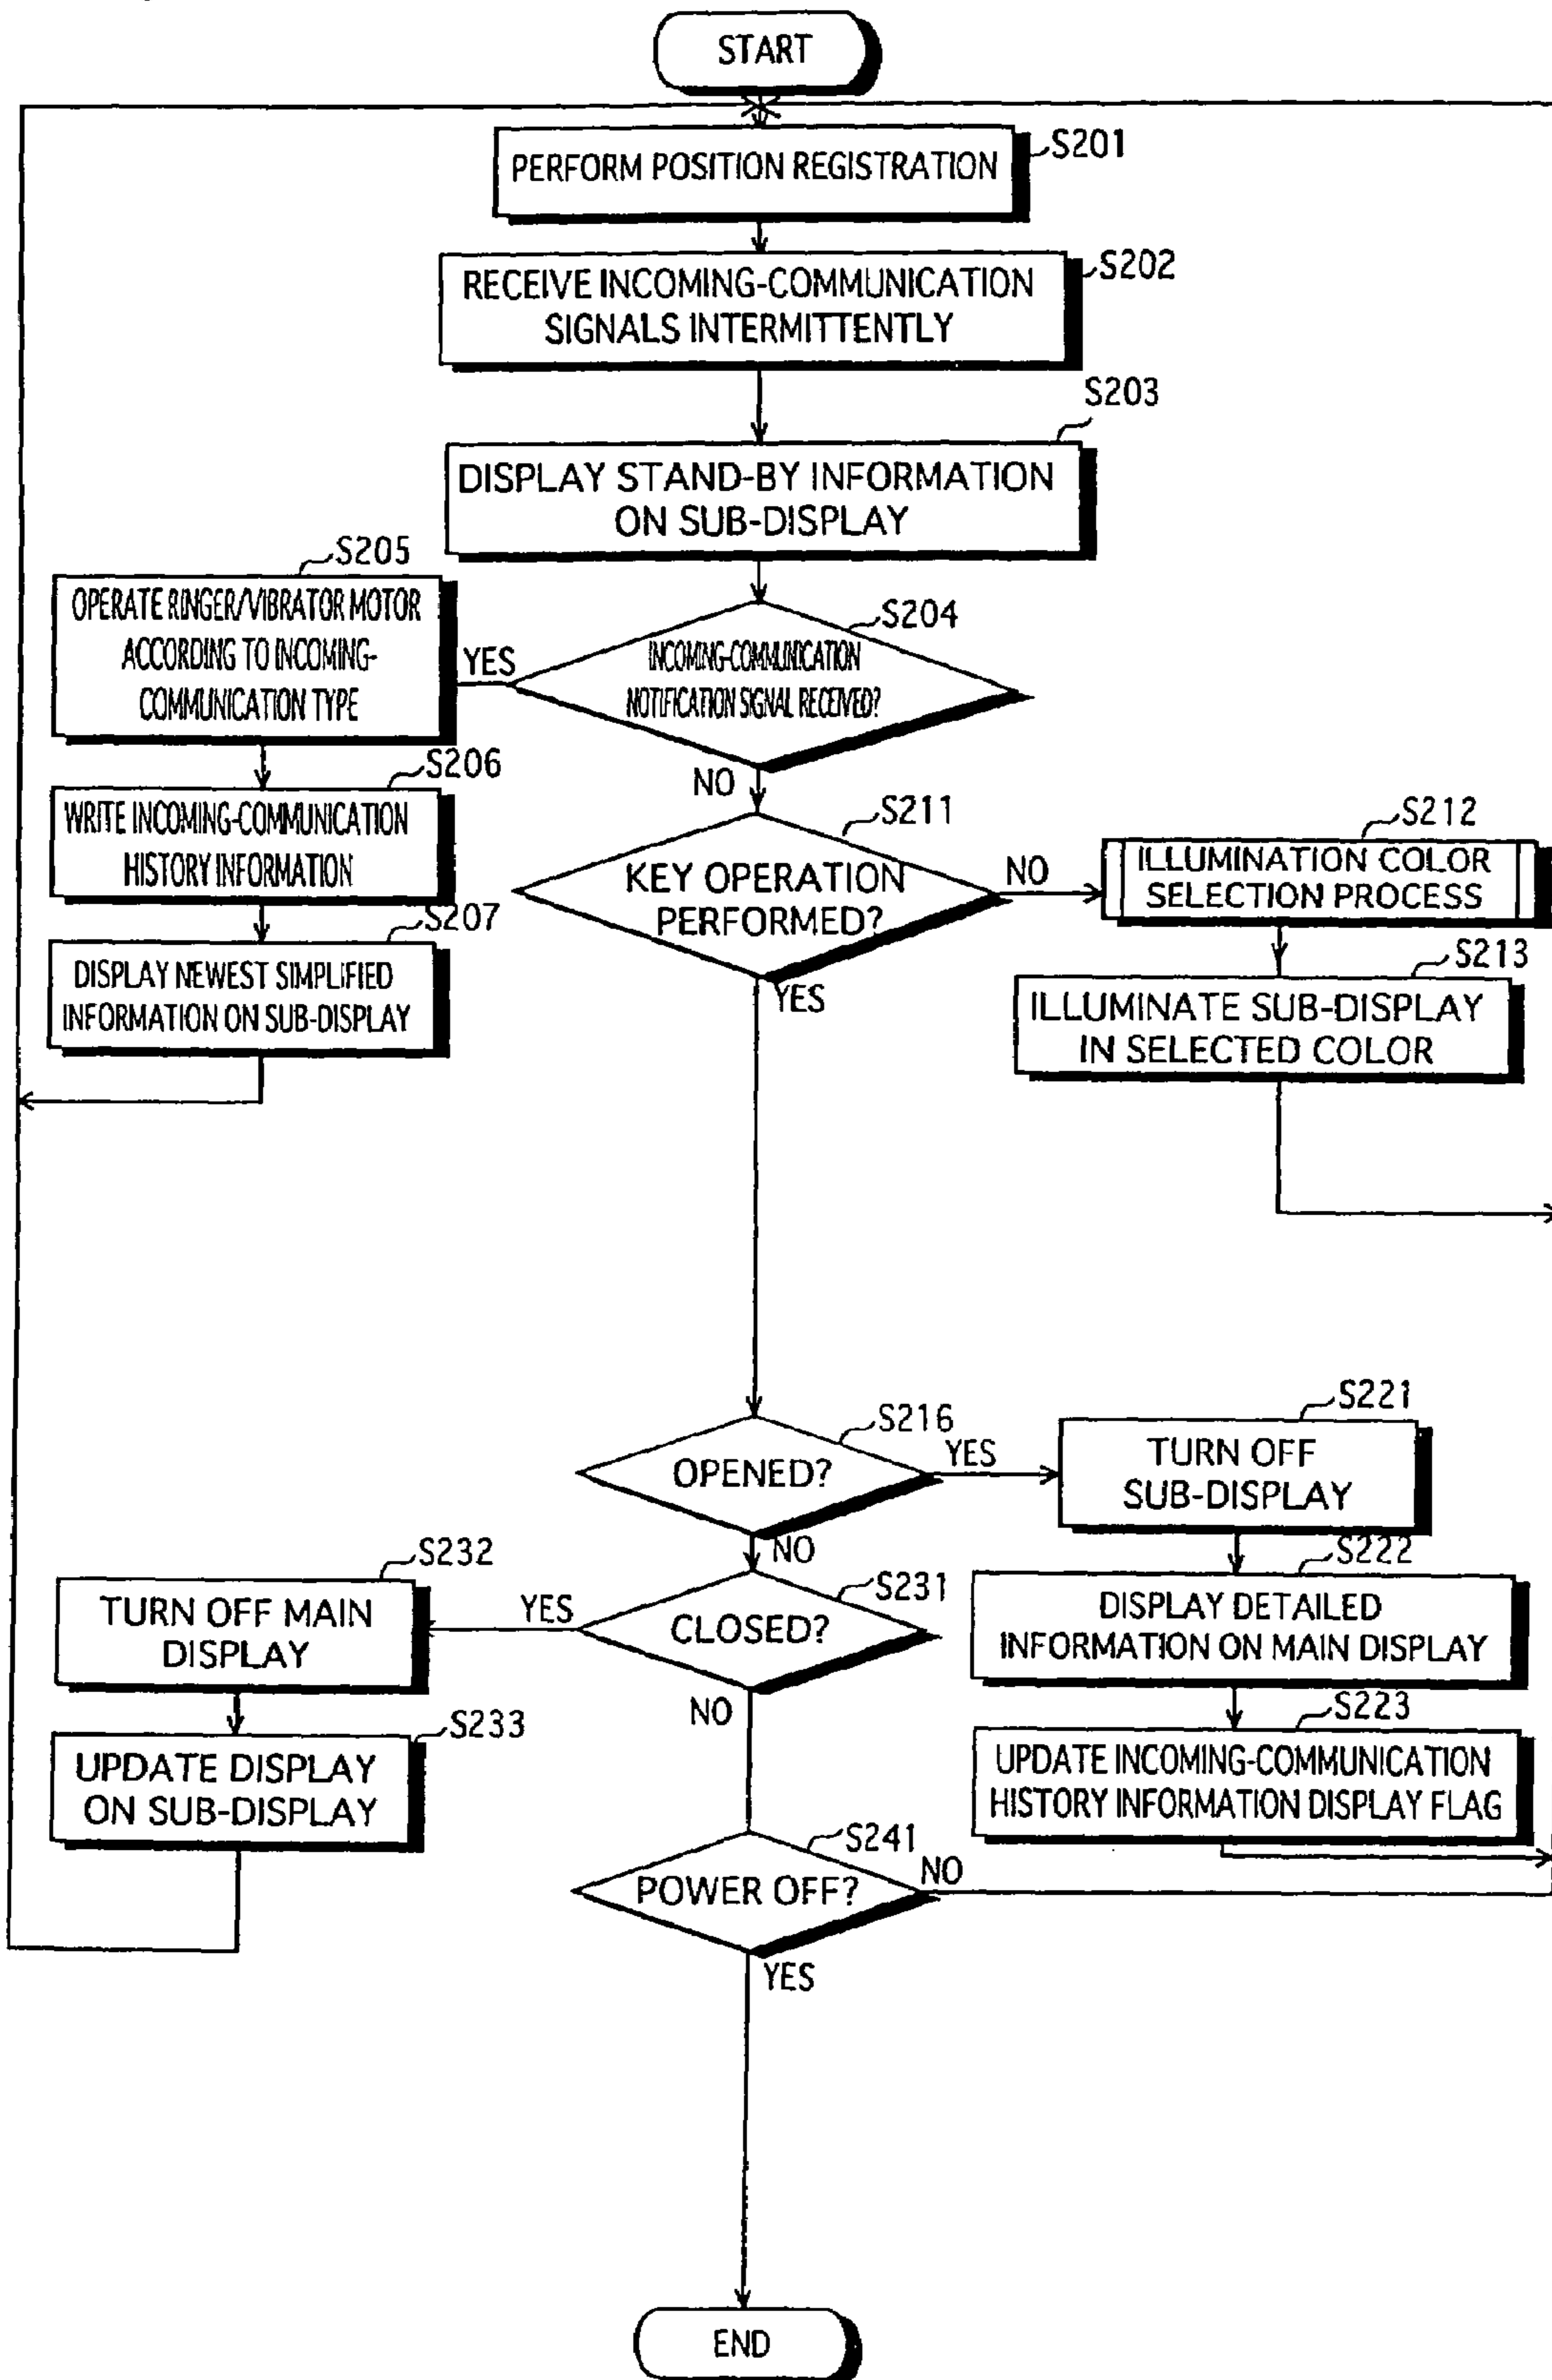 START
PERFORM POSITION REGISTRATION
S201
RECEIVE INCOMING-COMMUNICATION
SIGNALS INTERMITTENTLY
S202
DISPLAY STAND-BY INFORMATION
ON SUB-DISPLAY
S203
INCOMING-COMMUNICATION
NOTIFICATION SIGNAL RECEIVED?
S204
YES
NO
OPERATE RINGER/VIBRATOR MOTOR
ACCORDING TO INCOMING-
COMMUNICATION TYPE
S205
WRITE INCOMING-COMMUNICATION
HISTORY INFORMATION
S206
DISPLAY NEWEST SIMPLIFIED
INFORMATION ON SUB-DISPLAY
S207
KEY OPERATION
PERFORMED?
S211
NO
YES
ILLUMINATION COLOR
SELECTION PROCESS
S212
ILLUMINATE SUB-DISPLAY
IN SELECTED COLOR
S213
OPENED?
S216
YES
NO
TURN OFF
SUB-DISPLAY
S221
DISPLAY DETAILED
INFORMATION ON MAIN DISPLAY
S222
UPDATE INCOMING-COMMUNICATION
HISTORY INFORMATION DISPLAY FLAG
S223
CLOSED?
S231
YES
NO
TURN OFF MAIN
DISPLAY
S232
UPDATE DISPLAY
ON SUB-DISPLAY
S233
POWER OFF?
S241
NO
YES
END